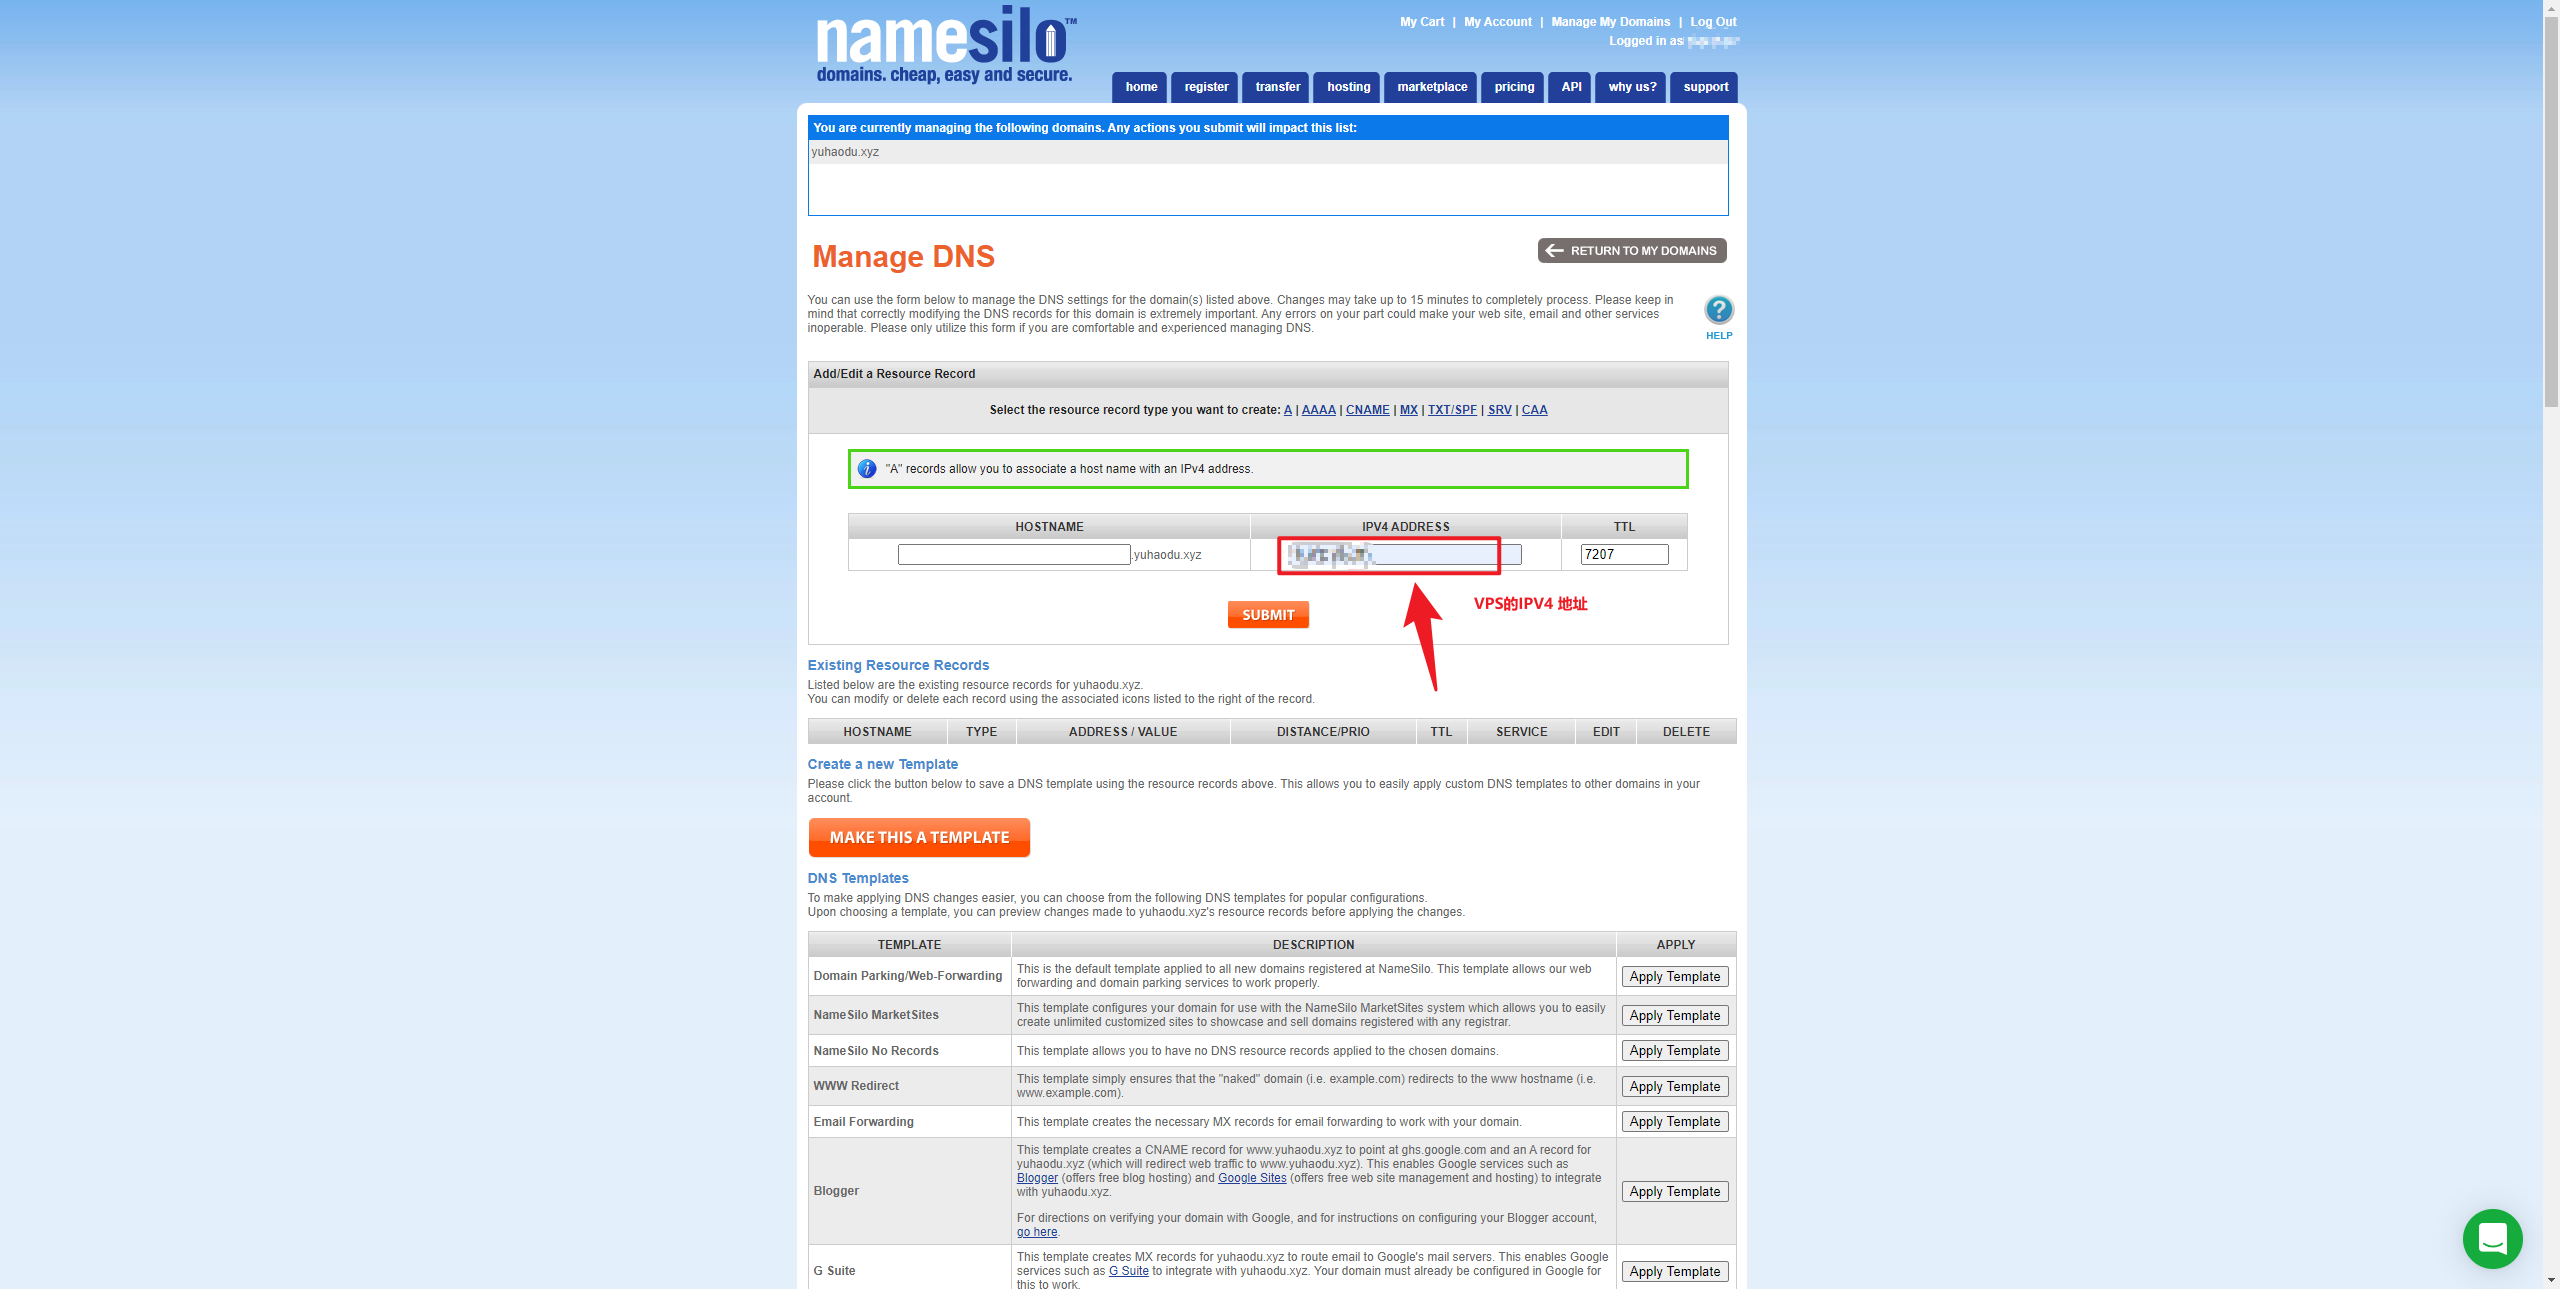 namesilo™
domains. cheap, easy and secure.
My Cart | My Account | Manage My Domains | Log Out
Logged in as
home register transfer hosting marketplace pricing API why us? support
You are currently managing the following domains. Any actions you submit will impact this list:
yuhaodu.xyz
Manage DNS
RETURN TO MY DOMAINS
You can use the form below to manage the DNS settings for the domain(s) listed above. Changes may take up to 15 minutes to completely process. Please keep in
mind that correctly modifying the DNS records for this domain is extremely important. Any errors on your part could make your web site, email and other services
inoperable. Please only utilize this form if you are comfortable and experienced managing DNS.
?
HELP
Add/Edit a Resource Record
Select the resource record type you want to create: A | AAAA | CNAME | MX | TXT/SPF | SRV | CAA
i "A" records allow you to associate a host name with an IPv4 address.
HOSTNAME IPV4 ADDRESS TTL
.yuhaodu.xyz 7207
VPS的IPV4 地址
SUBMIT
Existing Resource Records
Listed below are the existing resource records for yuhaodu.xyz.
You can modify or delete each record using the associated icons listed to the right of the record.
HOSTNAME TYPE ADDRESS / VALUE DISTANCE/PRIO TTL SERVICE EDIT DELETE
Create a new Template
Please click the button below to save a DNS template using the resource records above. This allows you to easily apply custom DNS templates to other domains in your
account.
MAKE THIS A TEMPLATE
DNS Templates
To make applying DNS changes easier, you can choose from the following DNS templates for popular configurations.
Upon choosing a template, you can preview changes made to yuhaodu.xyz's resource records before applying the changes.
TEMPLATE DESCRIPTION APPLY
Domain Parking/Web-Forwarding
This is the default template applied to all new domains registered at NameSilo. This template allows our web
forwarding and domain parking services to work properly.
Apply Template
NameSilo MarketSites
This template configures your domain for use with the NameSilo MarketSites system which allows you to easily
create unlimited customized sites to showcase and sell domains registered with any registrar.
Apply Template
NameSilo No Records
This template allows you to have no DNS resource records applied to the chosen domains.
Apply Template
WWW Redirect
This template simply ensures that the "naked" domain (i.e. example.com) redirects to the www hostname (i.e.
www.example.com).
Apply Template
Email Forwarding
This template creates the necessary MX records for email forwarding to work with your domain.
Apply Template
Blogger
This template creates a CNAME record for www.yuhaodu.xyz to point at ghs.google.com and an A record for
yuhaodu.xyz (which will redirect web traffic to www.yuhaodu.xyz). This enables Google services such as
Blogger (offers free blog hosting) and Google Sites (offers free web site management and hosting) to integrate
with yuhaodu.xyz.
For directions on verifying your domain with Google, and for instructions on configuring your Blogger account,
go here.
Apply Template
G Suite
This template creates MX records for yuhaodu.xyz to route email to Google's mail servers. This enables Google
services such as G Suite to integrate with yuhaodu.xyz. Your domain must already be configured in Google for
this to work.
Apply Template